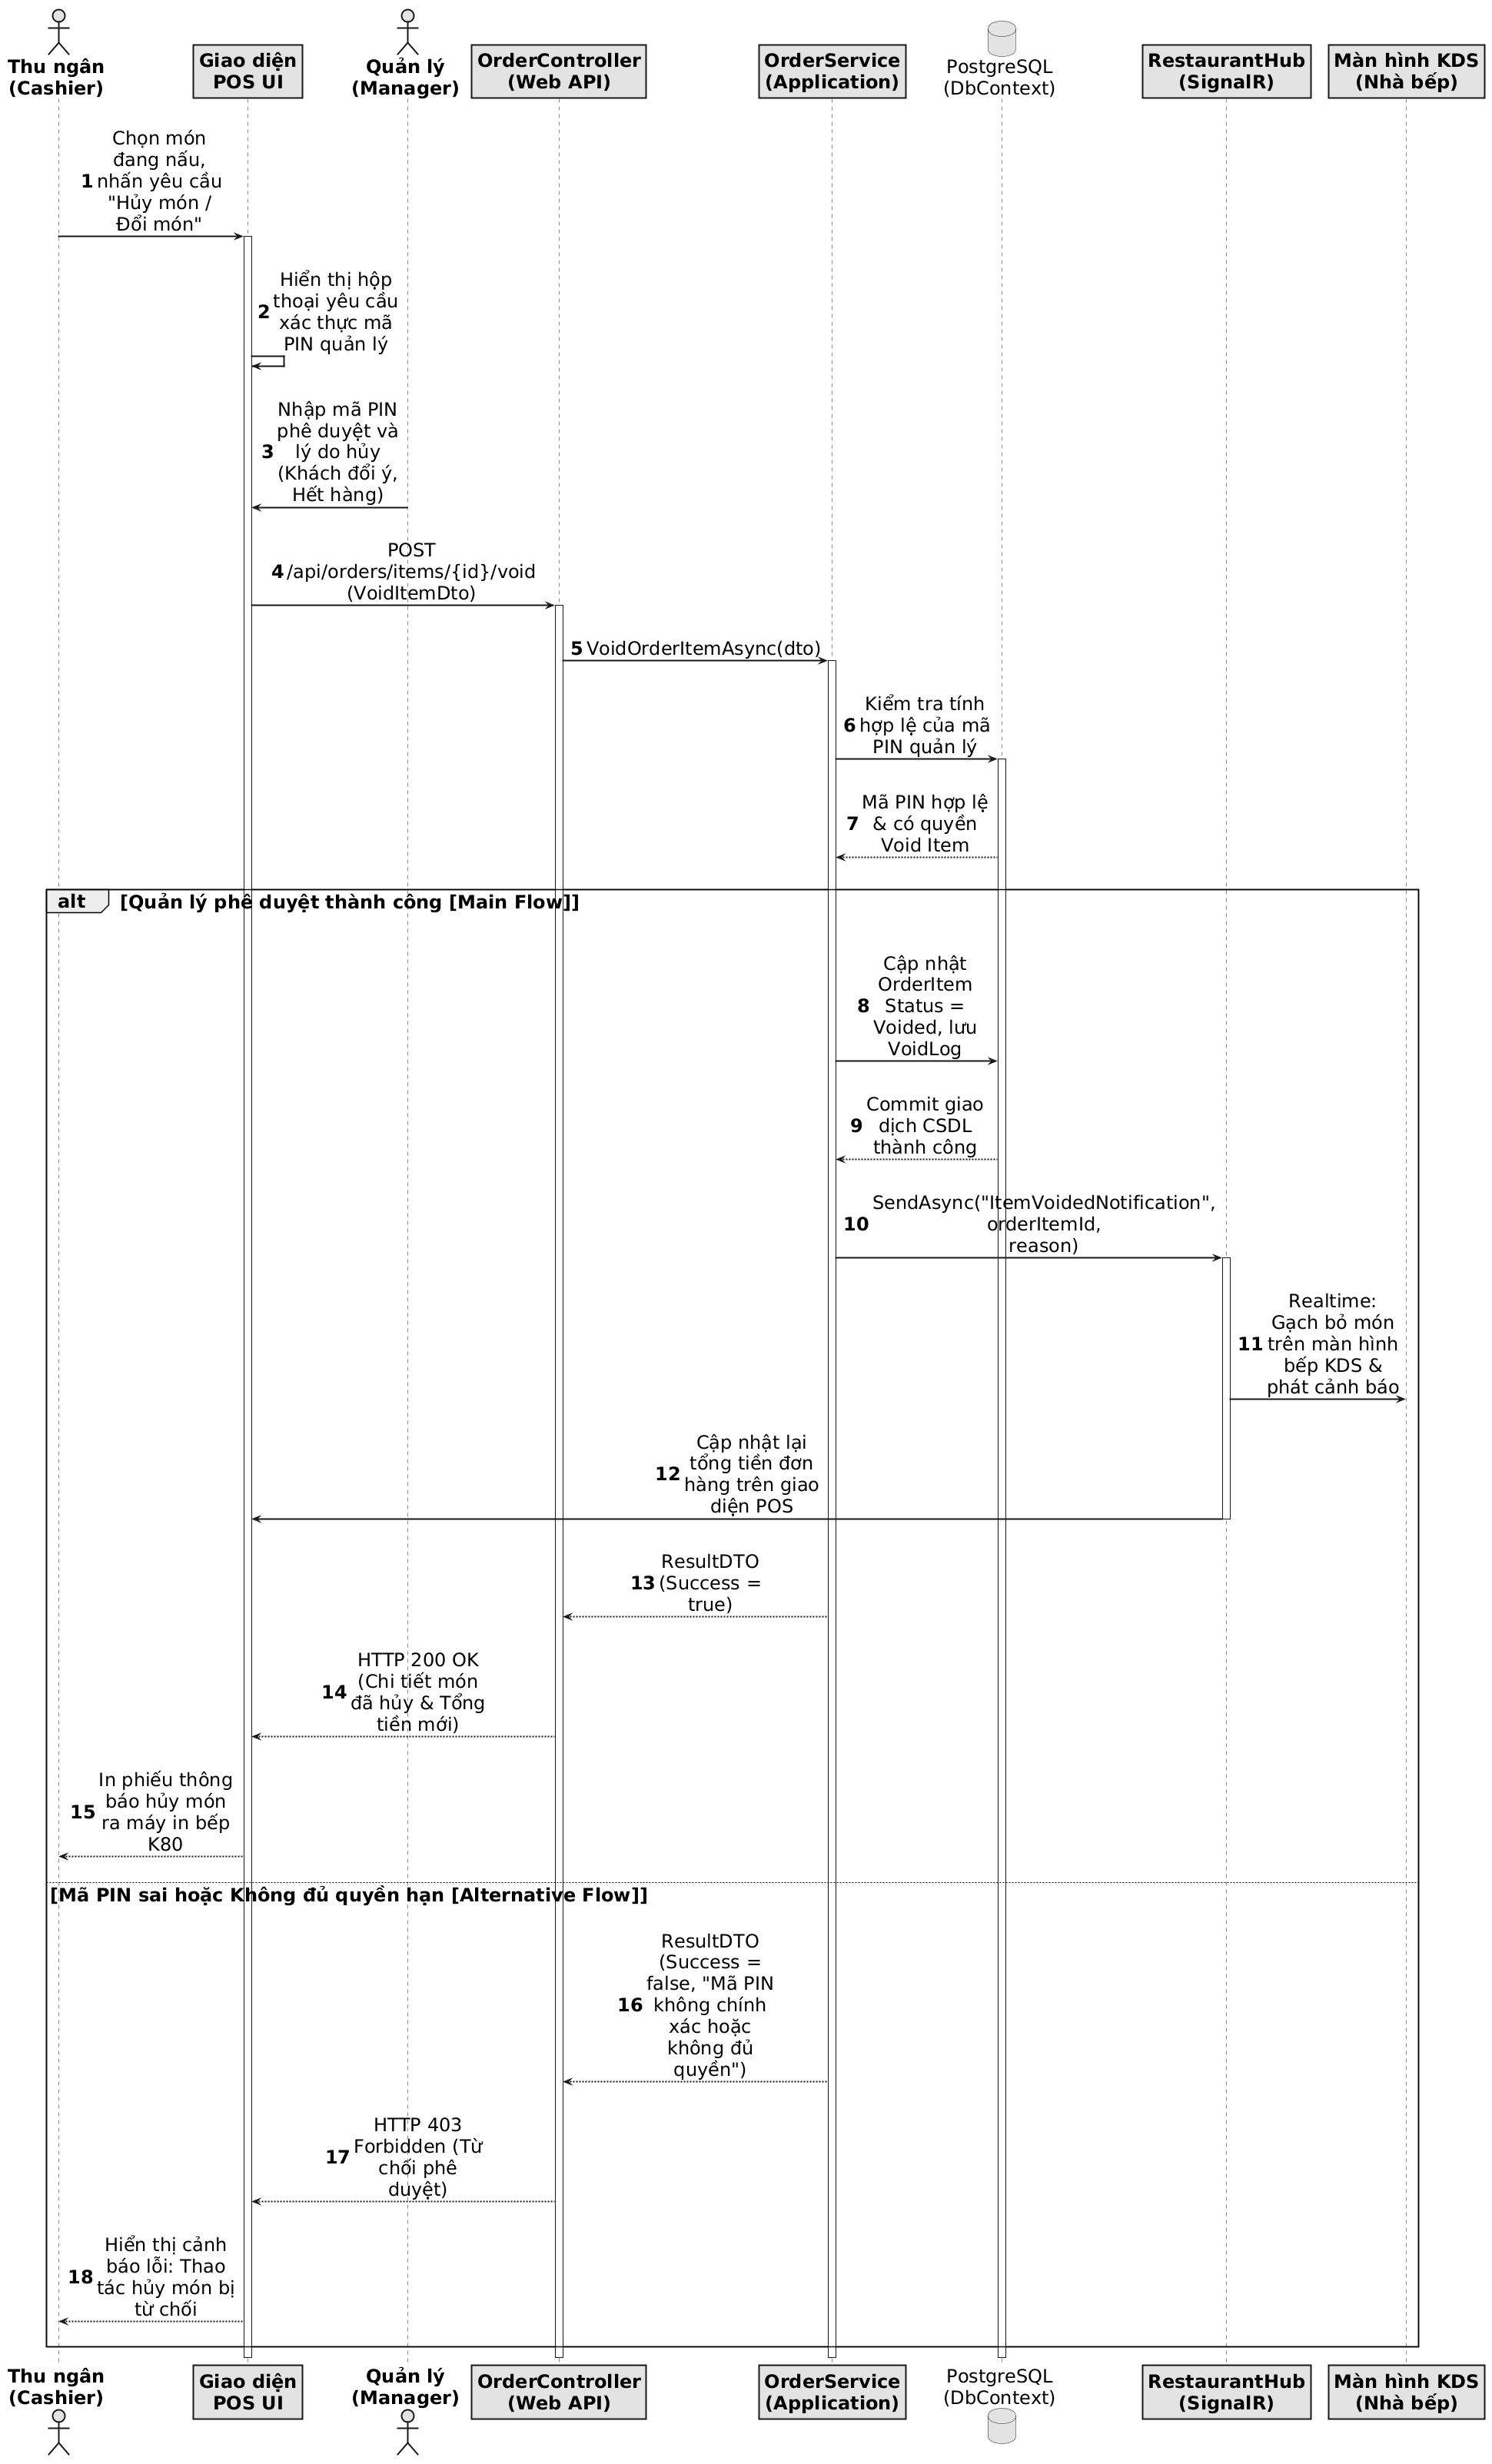 Thu ngân
(Cashier)
Giao diện
POS UI
Quản lý
(Manager)
OrderController
(Web API)
OrderService
(Application)
PostgreSQL
(DbContext)
RestaurantHub
(SignalR)
Màn hình KDS
(Nhà bếp)
Chọn món
đang nấu,
1 nhấn yêu cầu
"Hủy món /
Đổi món"
Hiển thị hộp
2 thoại yêu cầu
xác thực mã
PIN quản lý
Nhập mã PIN
phê duyệt và
3 lý do hủy
(Khách đổi ý,
Hết hàng)
POST
4 /api/orders/items/{id}/void
(VoidItemDto)
5 VoidOrderItemAsync(dto)
Kiểm tra tính
6 hợp lệ của mã
PIN quản lý
Mã PIN hợp lệ
7 & có quyền
Void Item
alt [Quản lý phê duyệt thành công [Main Flow]]
Cập nhật
OrderItem
8 Status =
Voided, lưu
VoidLog
Commit giao
9 dịch CSDL
thành công
SendAsync("ItemVoidedNotification",
10 orderItemId,
reason)
Realtime:
Gạch bỏ món
11 trên màn hình
bếp KDS &
phát cảnh báo
Cập nhật lại
tổng tiền đơn
12 hàng trên giao
diện POS
ResultDTO
13 (Success =
true)
HTTP 200 OK
(Chi tiết món
14 đã hủy & Tổng
tiền mới)
In phiếu thông
báo hủy món
15 ra máy in bếp
K80
[Mã PIN sai hoặc Không đủ quyền hạn [Alternative Flow]]
ResultDTO
(Success =
false, "Mã PIN
16 không chính
xác hoặc
không đủ
quyền")
HTTP 403
Forbidden (Từ
17 chối phê
duyệt)
Hiển thị cảnh
báo lỗi: Thao
18 tác hủy món bị
từ chối
Thu ngân
(Cashier)
Giao diện
POS UI
Quản lý
(Manager)
OrderController
(Web API)
OrderService
(Application)
PostgreSQL
(DbContext)
RestaurantHub
(SignalR)
Màn hình KDS
(Nhà bếp)